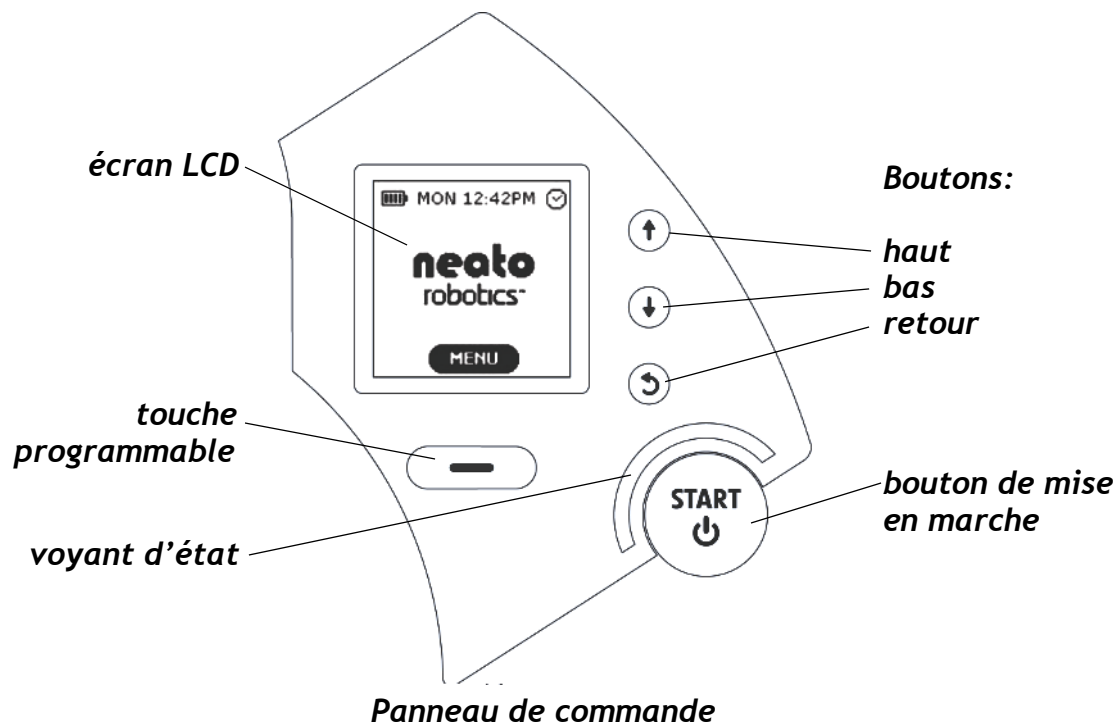 écran LCD
MON 12:42PM
neato
robotics™
MENU
Boutons:
haut
bas
retour
touche
programmable
START
bouton de mise
en marche
voyant d'état
Panneau de commande